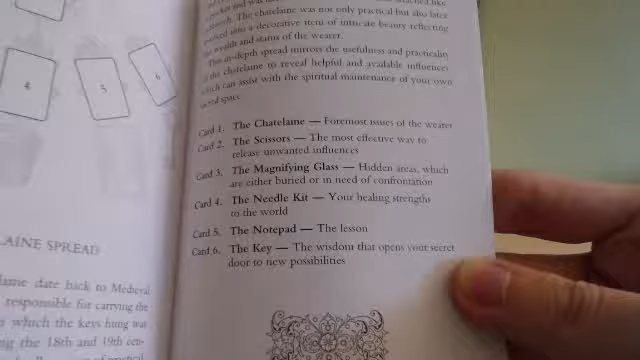 4
5
6
LAINE SPREAD
date back to Medieval
responsible for carrying the
which the keys hung was
ng the 18th and 19th cen-
The chatelaine was not only practical but also later
into a decorative item of intricate beauty reflecting
wealth and status of the wearer.
This in-depth spread mirrors the usefulness and practicality
the chatelaine to reveal helpful and available influences
which can assist with the spiritual maintenance of your own
space.
Card 1. The Chatelaine — Foremost issues of the wearer
Card 2. The Scissors — The most effective way to
release unwanted influences
Card 3. The Magnifying Glass — Hidden areas, which
are either buried or in need of confrontation
Card 4. The Needle Kit — Your healing strengths
to the world
Card 5. The Notepad — The lesson
Card 6. The Key — The wisdom that opens your secret
door to new possibilities